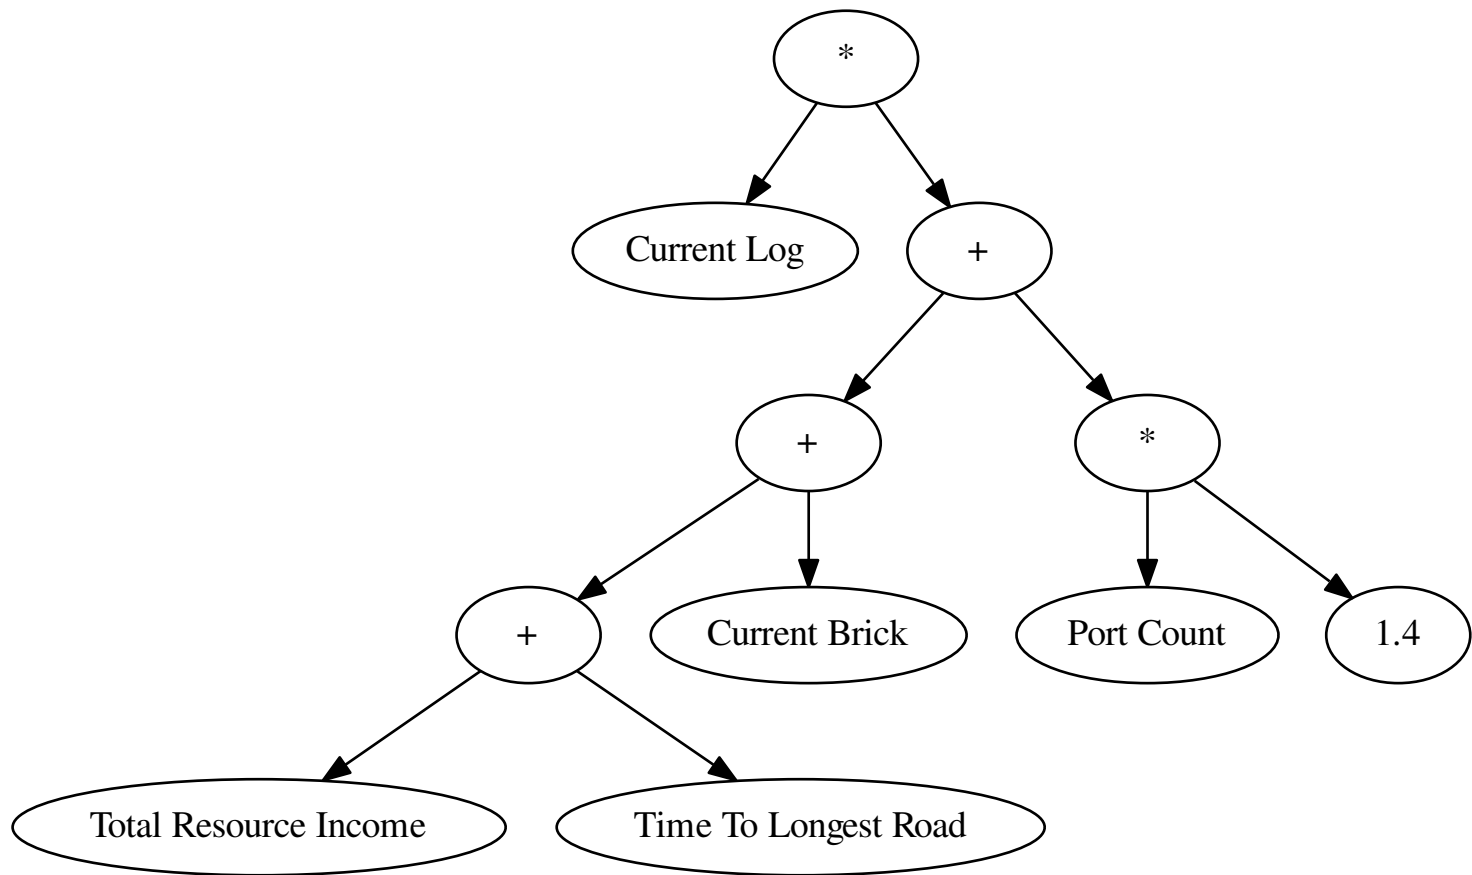 *
Current Log
+
+
*
+
Current Brick
Port Count
1.4
Total Resource Income
Time To Longest Road